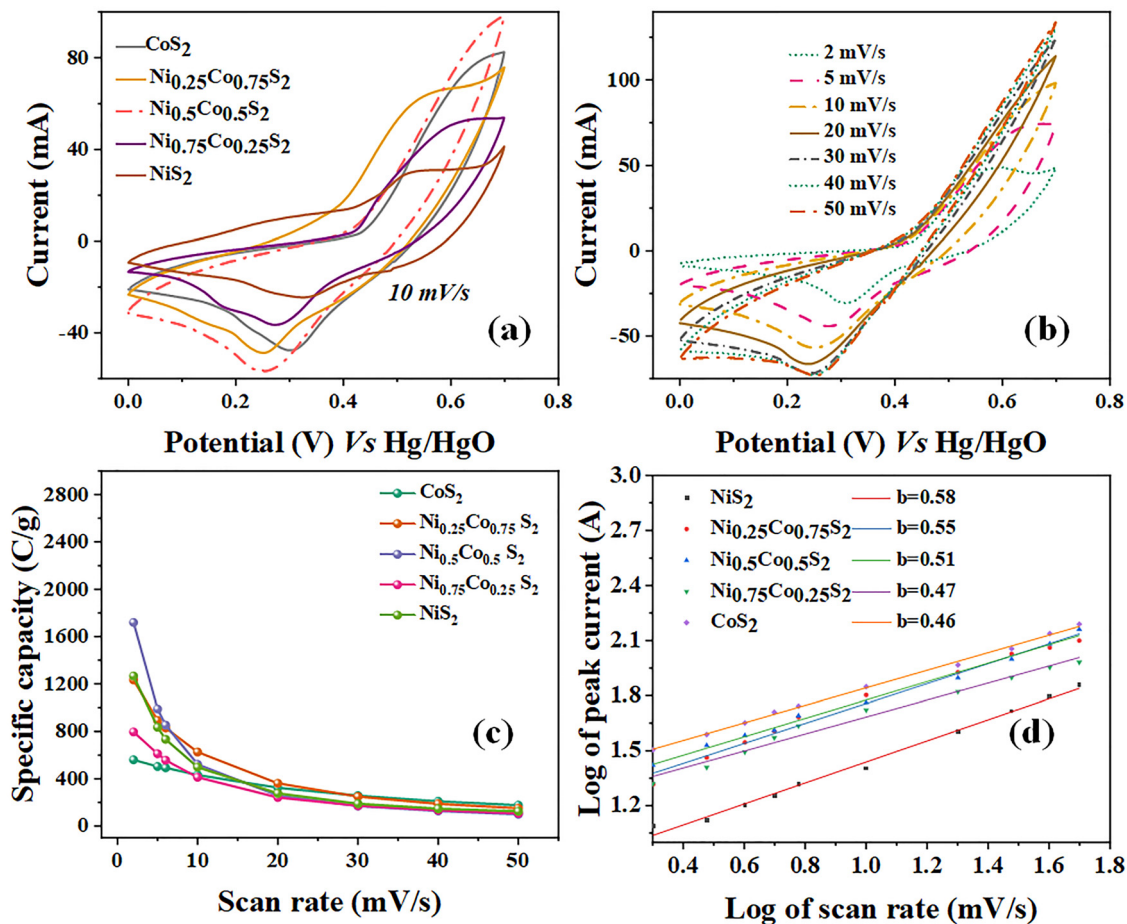 80
40
0
-40
Current (mA)
CoS2
Ni0.25Co0.75S2
Ni0.5Co0.5S2
Ni0.75Co0.25S2
NiS2
10 mV/s
(a)
0.0 0.2 0.4 0.6 0.8
Potential (V) Vs Hg/HgO
100
50
0
-50
Current (mA)
2 mV/s
5 mV/s
10 mV/s
20 mV/s
30 mV/s
40 mV/s
50 mV/s
(b)
0.0 0.2 0.4 0.6 0.8
Potential (V) Vs Hg/HgO
2800
2400
2000
1600
1200
800
400
0
Specific capacity (C/g)
CoS2
Ni0.25Co0.75 S2
Ni0.5Co0.5 S2
Ni0.75Co0.25 S2
NiS2
(c)
0 10 20 30 40 50
Scan rate (mV/s)
3.0
2.7
2.4
2.1
1.8
1.5
1.2
Log of peak current (A)
NiS2 b=0.58
Ni0.25Co0.75S2 b=0.55
Ni0.5Co0.5S2 b=0.51
Ni0.75Co0.25S2 b=0.47
CoS2 b=0.46
(d)
0.4 0.6 0.8 1.0 1.2 1.4 1.6 1.8
Log of scan rate (mV/s)